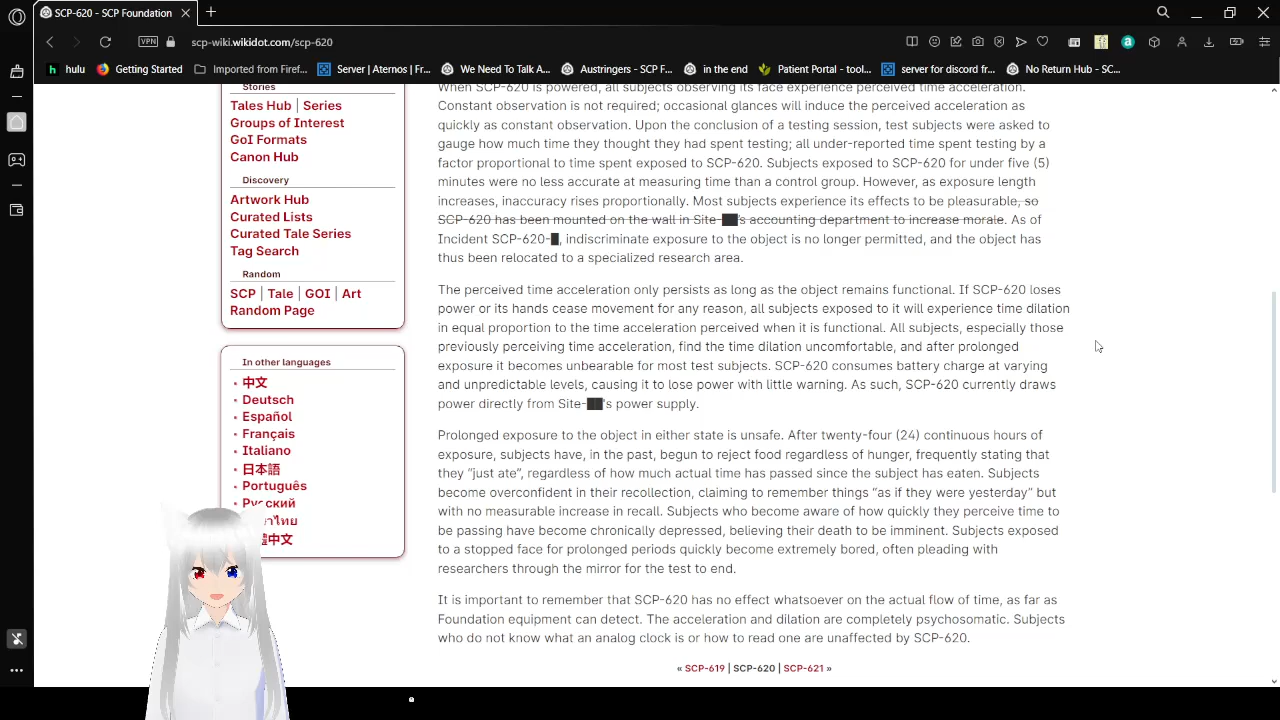 SCP-620 - SCP Foundation
VPN scp-wiki.wikidot.com/scp-620
hulu Getting Started Imported from Firef... Server | Aternos | Fr... We Need To Talk A... Austringers - SCP F... in the end Patient Portal - tool... server for discord fr... No Return Hub - SC...
Stories
Tales Hub | Series
Groups of Interest
GoI Formats
Canon Hub
Discovery
Artwork Hub
Curated Lists
Curated Tale Series
Tag Search
Random
SCP | Tale | GOI | Art
Random Page
In other languages
中文
Deutsch
Español
Français
Italiano
日本語
Português
Русский
าไทย
中文
When SCP-620 is powered, all subjects observing its face experience perceived time acceleration.
Constant observation is not required; occasional glances will induce the perceived acceleration as
quickly as constant observation. Upon the conclusion of a testing session, test subjects were asked to
gauge how much time they thought they had spent testing; all under-reported time spent testing by a
factor proportional to time spent exposed to SCP-620. Subjects exposed to SCP-620 for under five (5)
minutes were no less accurate at measuring time than a control group. However, as exposure length
increases, inaccuracy rises proportionally. Most subjects experience its effects to be pleasurable, so
SCP-620 has been mounted on the wall in Site-██'s accounting department to increase morale. As of
Incident SCP-620-█, indiscriminate exposure to the object is no longer permitted, and the object has
thus been relocated to a specialized research area.
The perceived time acceleration only persists as long as the object remains functional. If SCP-620 loses
power or its hands cease movement for any reason, all subjects exposed to it will experience time dilation
in equal proportion to the time acceleration perceived when it is functional. All subjects, especially those
previously perceiving time acceleration, find the time dilation uncomfortable, and after prolonged
exposure it becomes unbearable for most test subjects. SCP-620 consumes battery charge at varying
and unpredictable levels, causing it to lose power with little warning. As such, SCP-620 currently draws
power directly from Site-██'s power supply.
Prolonged exposure to the object in either state is unsafe. After twenty-four (24) continuous hours of
exposure, subjects have, in the past, begun to reject food regardless of hunger, frequently stating that
they “just ate”, regardless of how much actual time has passed since the subject has eaten. Subjects
become overconfident in their recollection, claiming to remember things “as if they were yesterday” but
with no measurable increase in recall. Subjects who become aware of how quickly they perceive time to
be passing have become chronically depressed, believing their death to be imminent. Subjects exposed
to a stopped face for prolonged periods quickly become extremely bored, often pleading with
researchers through the mirror for the test to end.
It is important to remember that SCP-620 has no effect whatsoever on the actual flow of time, as far as
Foundation equipment can detect. The acceleration and dilation are completely psychosomatic. Subjects
who do not know what an analog clock is or how to read one are unaffected by SCP-620.
« SCP-619 | SCP-620 | SCP-621 »